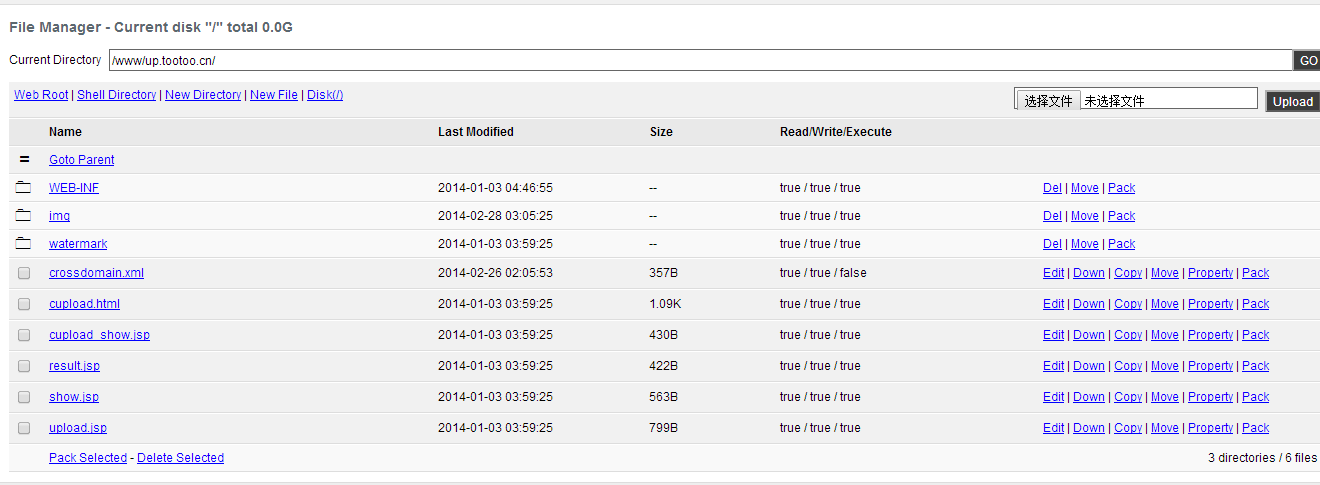 File Manager - Current disk "/" total 0.0G
Current Directory /www/up.tootoo.cn/ GO
Web Root | Shell Directory | New Directory | New File | Disk(/) 选择文件 未选择文件 Upload
Name Last Modified Size Read/Write/Execute
= Goto Parent
WEB-INF 2014-01-03 04:46:55 -- true / true / true Del | Move | Pack
img 2014-02-28 03:05:25 -- true / true / true Del | Move | Pack
watermark 2014-01-03 03:59:25 -- true / true / true Del | Move | Pack
crossdomain.xml 2014-02-26 02:05:53 357B true / true / false Edit | Down | Copy | Move | Property | Pack
cupload.html 2014-01-03 03:59:25 1.09K true / true / true Edit | Down | Copy | Move | Property | Pack
cupload_show.jsp 2014-01-03 03:59:25 430B true / true / true Edit | Down | Copy | Move | Property | Pack
result.jsp 2014-01-03 03:59:25 422B true / true / true Edit | Down | Copy | Move | Property | Pack
show.jsp 2014-01-03 03:59:25 563B true / true / true Edit | Down | Copy | Move | Property | Pack
upload.jsp 2014-01-03 03:59:25 799B true / true / true Edit | Down | Copy | Move | Property | Pack
Pack Selected - Delete Selected 3 directories / 6 files